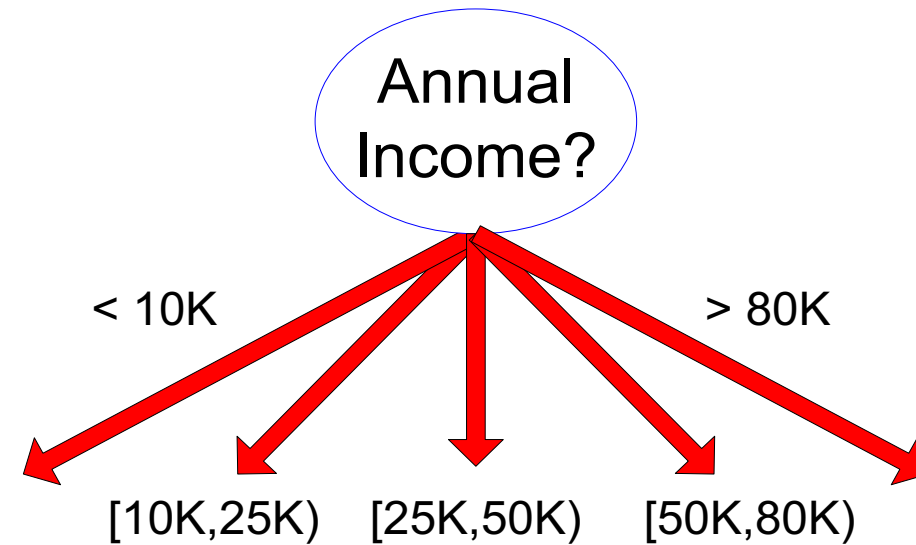 Annual
Income?
< 10K
> 80K
[10K,25K)
[25K,50K)
[50K,80K)